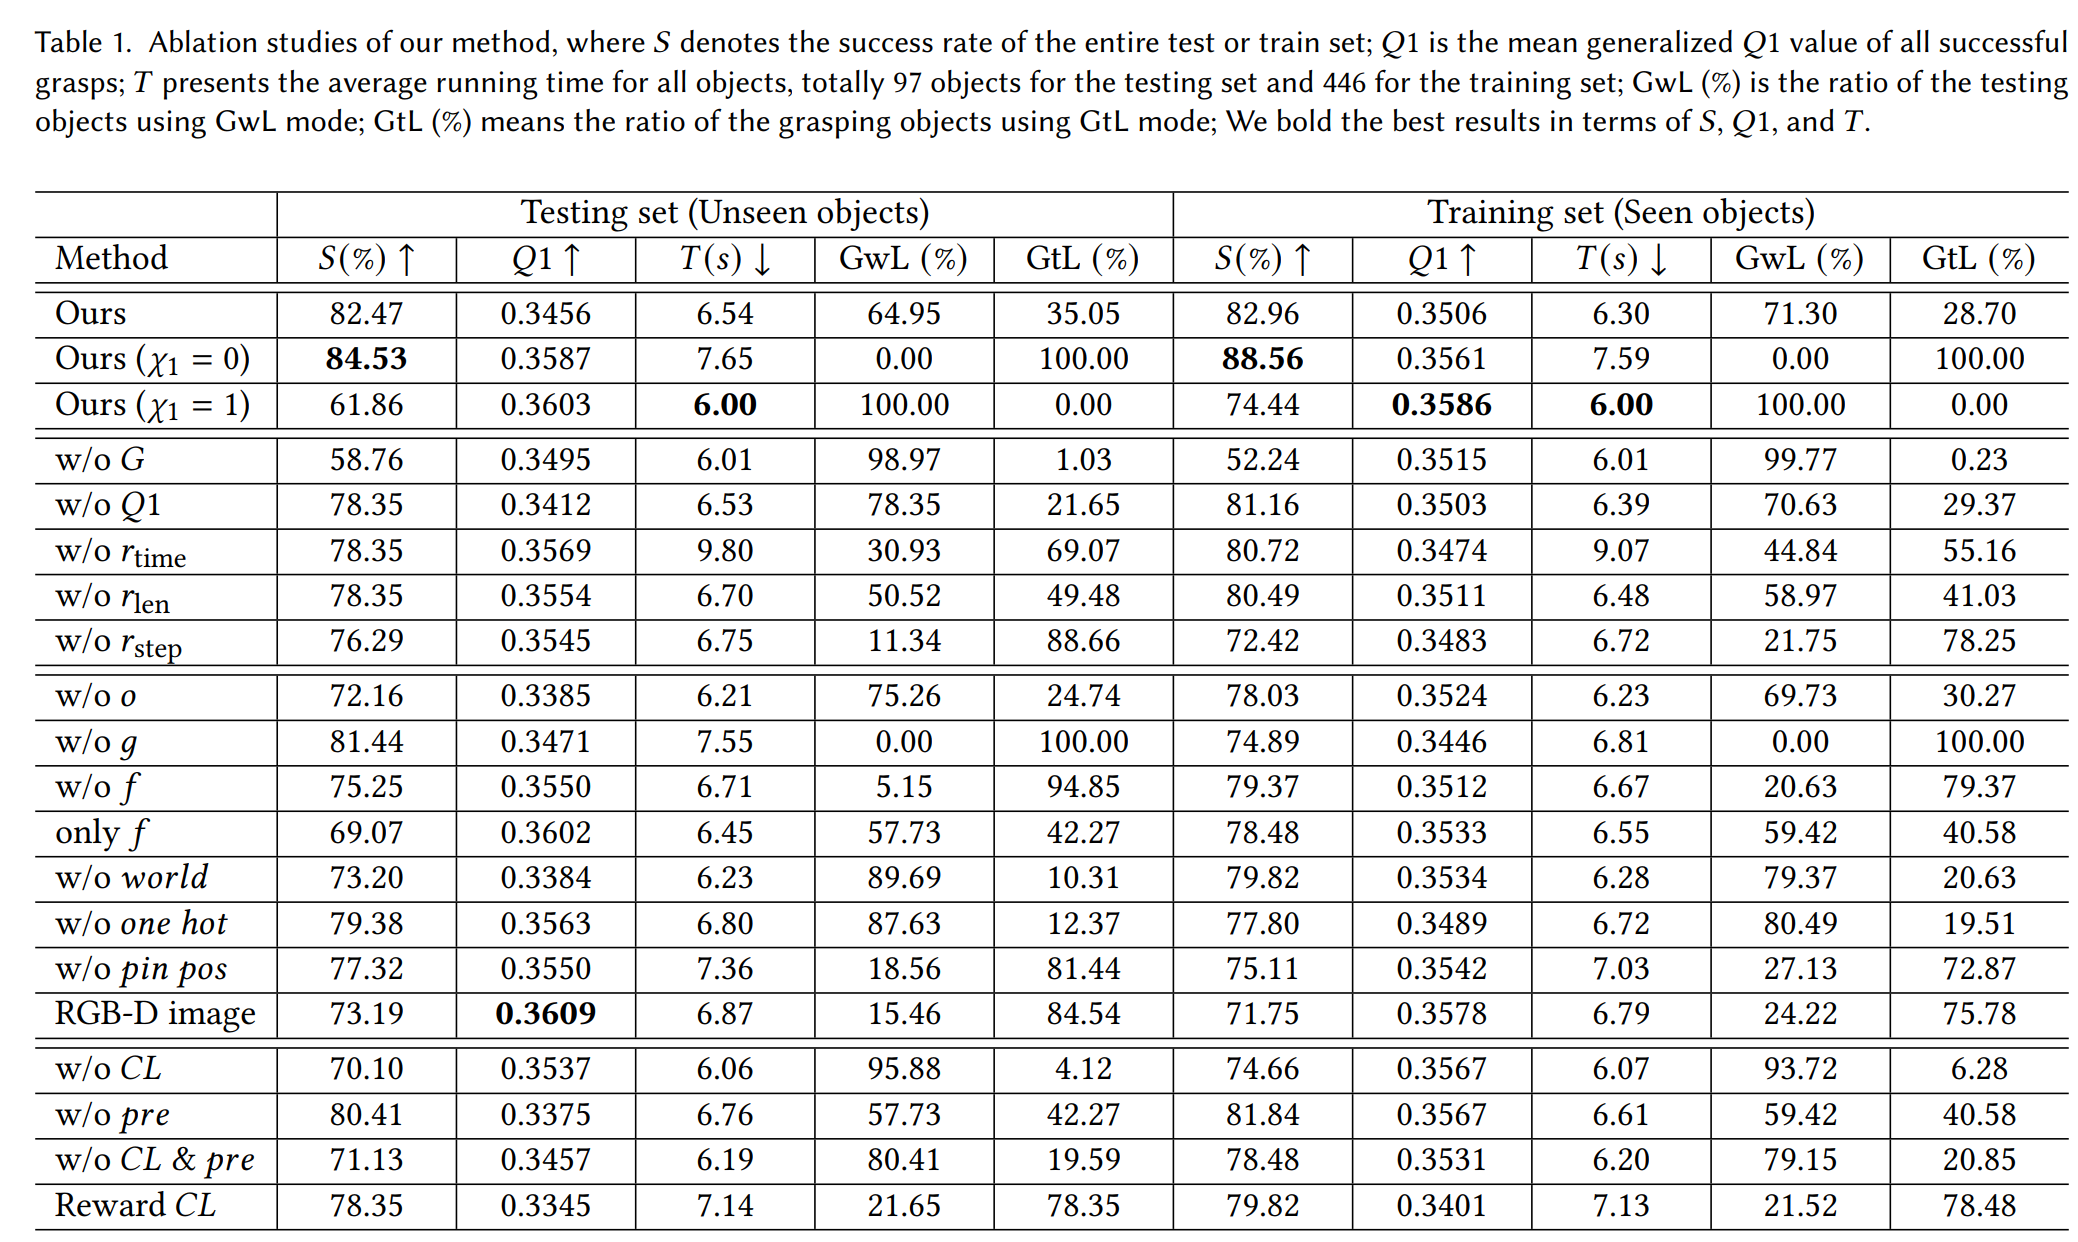 Table 1. Ablation studies of our method, where S denotes the success rate of the entire test or train set; Q1 is the mean generalized Q1 value of all successful
grasps; T presents the average running time for all objects, totally 97 objects for the testing set and 446 for the training set; GwL (%) is the ratio of the testing
objects using GwL mode; GtL (%) means the ratio of the grasping objects using GtL mode; We bold the best results in terms of S, Q1, and T.
Testing set (Unseen objects) Training set (Seen objects)
Method S(%) ↑ Q1 ↑ T(s) ↓ GwL (%) GtL (%) S(%) ↑ Q1 ↑ T(s) ↓ GwL (%) GtL (%)
Ours 82.47 0.3456 6.54 64.95 35.05 82.96 0.3506 6.30 71.30 28.70
Ours (χ₁ = 0) 84.53 0.3587 7.65 0.00 100.00 88.56 0.3561 7.59 0.00 100.00
Ours (χ₁ = 1) 61.86 0.3603 6.00 100.00 0.00 74.44 0.3586 6.00 100.00 0.00
w/o G 58.76 0.3495 6.01 98.97 1.03 52.24 0.3515 6.01 99.77 0.23
w/o Q1 78.35 0.3412 6.53 78.35 21.65 81.16 0.3503 6.39 70.63 29.37
w/o rtime 78.35 0.3569 9.80 30.93 69.07 80.72 0.3474 9.07 44.84 55.16
w/o rlen 78.35 0.3554 6.70 50.52 49.48 80.49 0.3511 6.48 58.97 41.03
w/o rstep 76.29 0.3545 6.75 11.34 88.66 72.42 0.3483 6.72 21.75 78.25
w/o o 72.16 0.3385 6.21 75.26 24.74 78.03 0.3524 6.23 69.73 30.27
w/o g 81.44 0.3471 7.55 0.00 100.00 74.89 0.3446 6.81 0.00 100.00
w/o f 75.25 0.3550 6.71 5.15 94.85 79.37 0.3512 6.67 20.63 79.37
only f 69.07 0.3602 6.45 57.73 42.27 78.48 0.3533 6.55 59.42 40.58
w/o world 73.20 0.3384 6.23 89.69 10.31 79.82 0.3534 6.28 79.37 20.63
w/o one hot 79.38 0.3563 6.80 87.63 12.37 77.80 0.3489 6.72 80.49 19.51
w/o pin pos 77.32 0.3550 7.36 18.56 81.44 75.11 0.3542 7.03 27.13 72.87
RGB-D image 73.19 0.3609 6.87 15.46 84.54 71.75 0.3578 6.79 24.22 75.78
w/o CL 70.10 0.3537 6.06 95.88 4.12 74.66 0.3567 6.07 93.72 6.28
w/o pre 80.41 0.3375 6.76 57.73 42.27 81.84 0.3567 6.61 59.42 40.58
w/o CL & pre 71.13 0.3457 6.19 80.41 19.59 78.48 0.3531 6.20 79.15 20.85
Reward CL 78.35 0.3345 7.14 21.65 78.35 79.82 0.3401 7.13 21.52 78.48